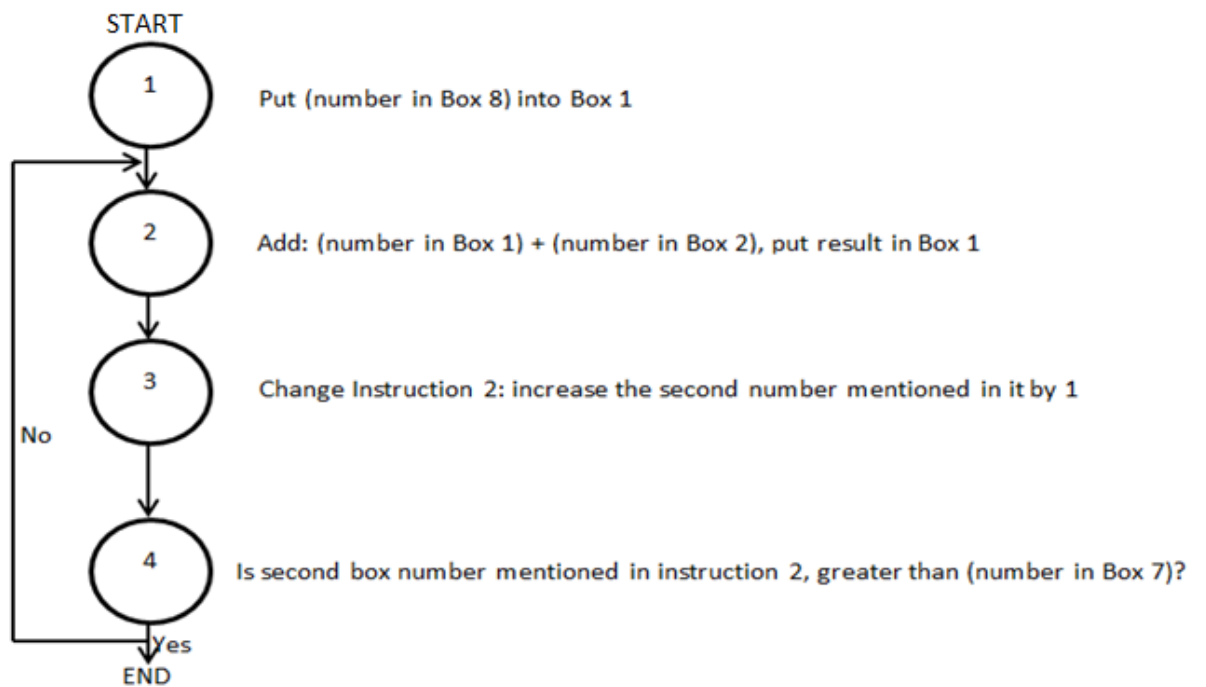 START
1
Put (number in Box 8) into Box 1
2
Add: (number in Box 1) + (number in Box 2), put result in Box 1
3
Change Instruction 2: increase the second number mentioned in it by 1
No
4
Is second box number mentioned in instruction 2, greater than (number in Box 7)?
Yes
END